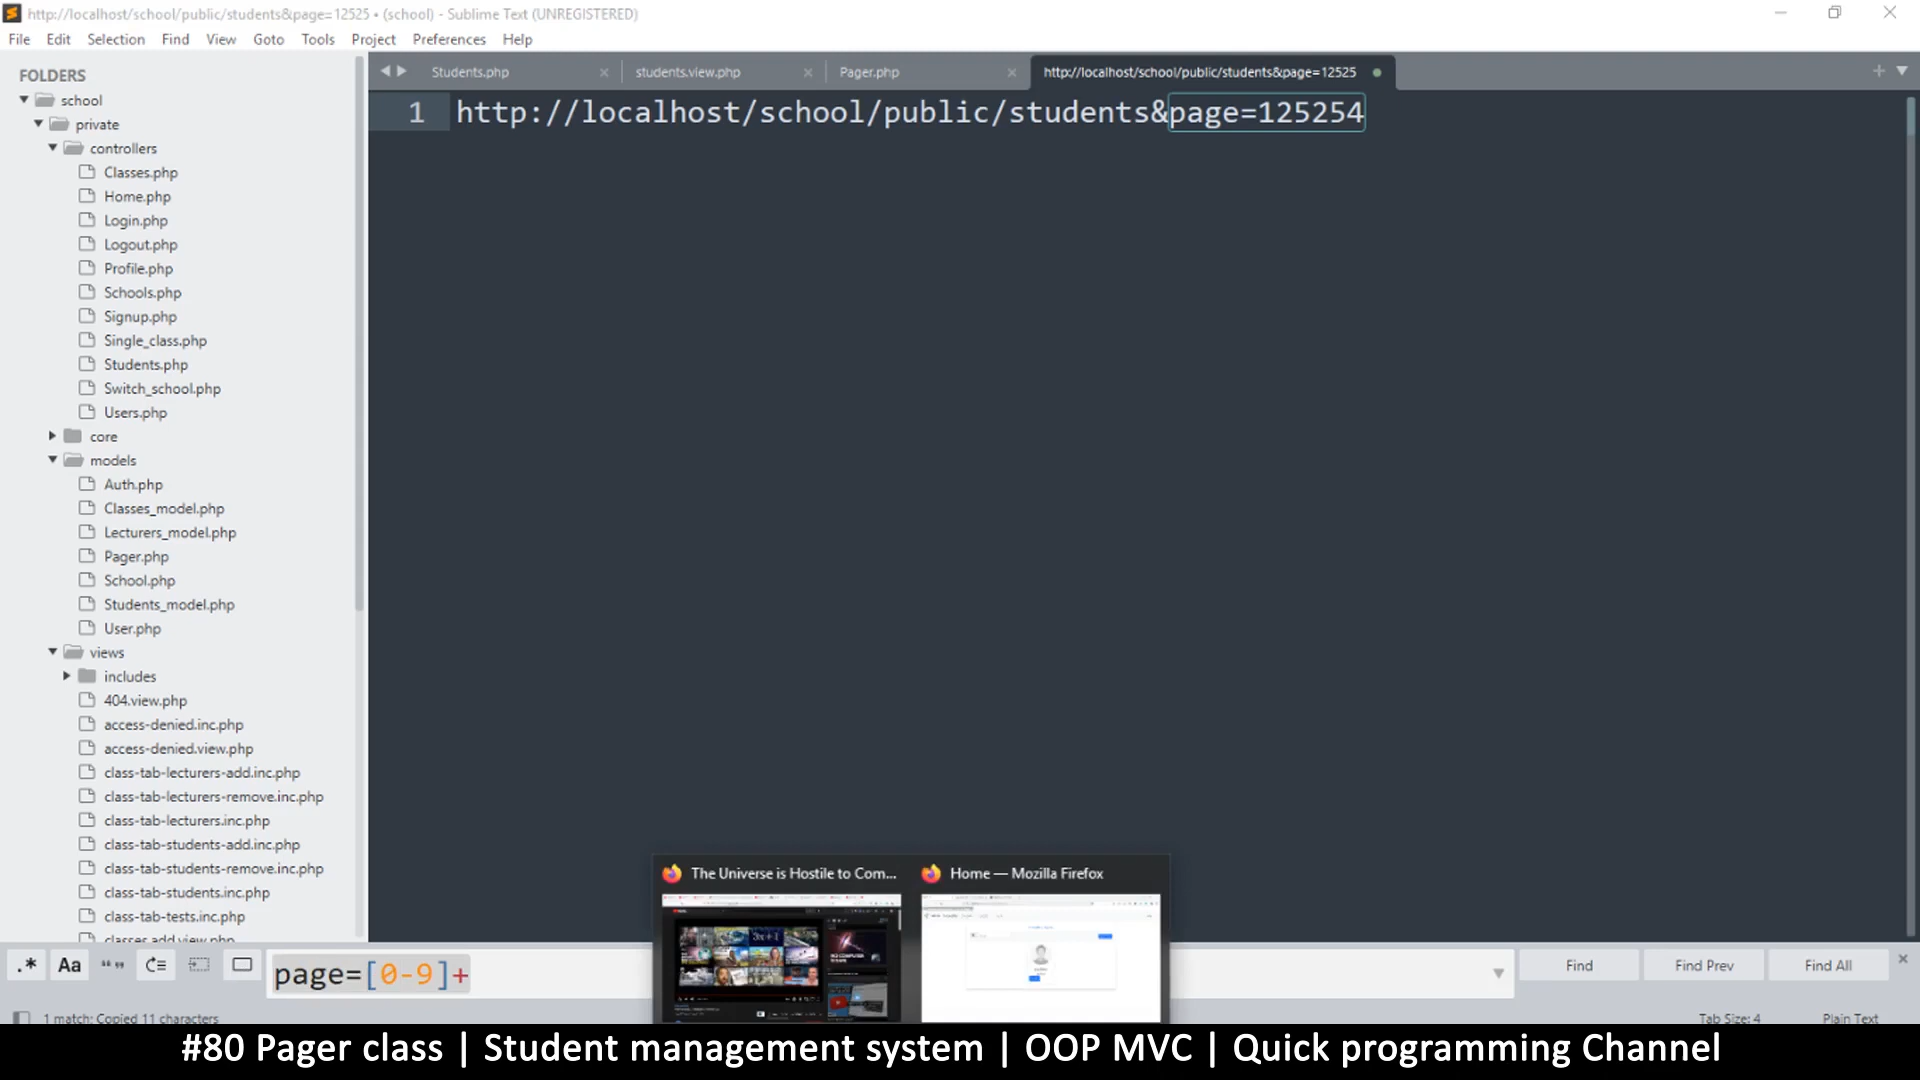 http://localhost/school/public/students&page=12525 • (school) - Sublime Text (UNREGISTERED)
File Edit Selection Find View Goto Tools Project Preferences Help
FOLDERS
school
private
controllers
Classes.php
Home.php
Login.php
Logout.php
Profile.php
Schools.php
Signup.php
Single_class.php
Students.php
Switch_school.php
Users.php
core
models
Auth.php
Classes_model.php
Lecturers_model.php
Pager.php
School.php
Students_model.php
User.php
views
includes
404.view.php
access-denied.inc.php
access-denied.view.php
class-tab-lecturers-add.inc.php
class-tab-lecturers-remove.inc.php
class-tab-lecturers.inc.php
class-tab-students-add.inc.php
class-tab-students-remove.inc.php
class-tab-students.inc.php
class-tab-tests.inc.php
classes.add.view.php
Students.php students.view.php Pager.php http://localhost/school/public/students&page=12525
1 http://localhost/school/public/students&page=125254
The Universe is Hostile to Com... Home — Mozilla Firefox
.* Aa “” page=[0-9]+ Find Find Prev Find All
1 match: Copied 11 characters Tab Size: 4 Plain Text
#80 Pager class | Student management system | OOP MVC | Quick programming Channel